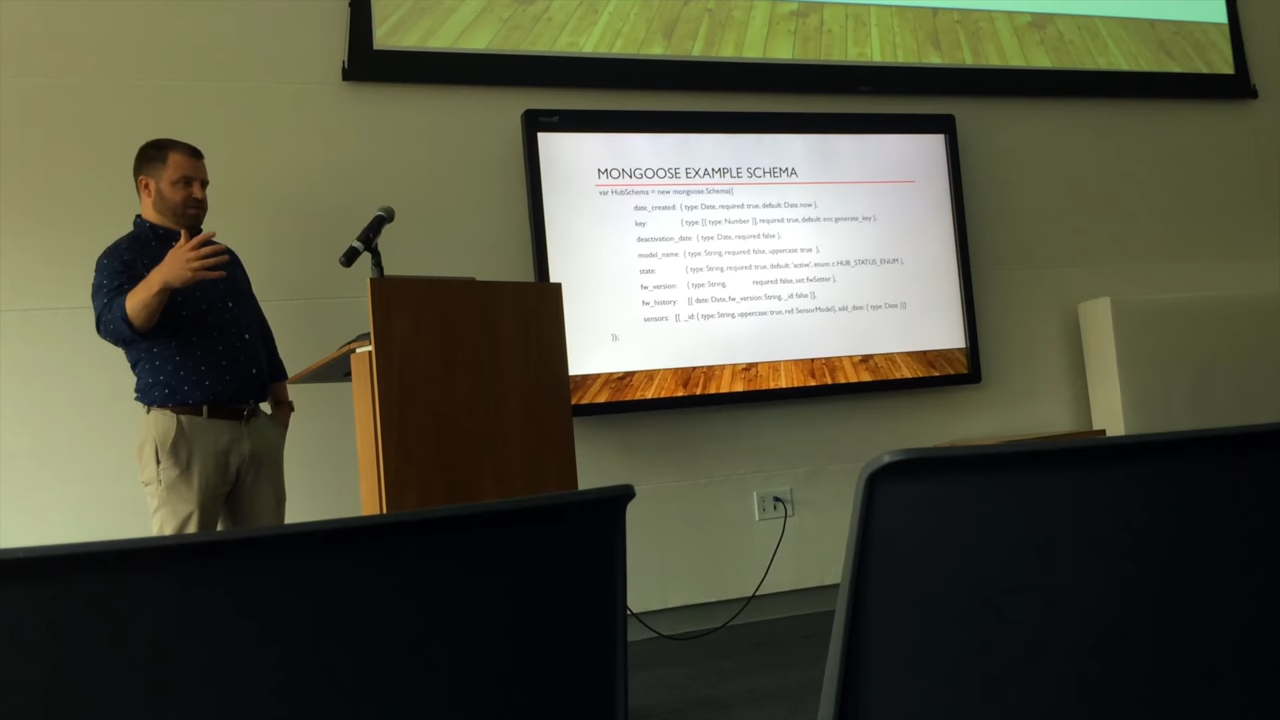 MONGOOSE EXAMPLE SCHEMA
var HubSchema = new mongoose.Schema({
date_created: { type: Date, required: true, default: Date.now },
key: { type: [{ type: Number }], required: true, default: enc.generate_key },
deactivation_date: { type: Date, required: false },
model_name: { type: String, required: false, uppercase: true },
state: { type: String, required: true, default: 'active', enum: c.HUB_STATUS_ENUM },
fw_version: { type: String, required: false, set: fwSetter },
fw_history: [{ date: Date, fw_version: String, _id: false }],
sensors: [{ _id: { type: String, uppercase: true, ref: SensorModel}, add_date: { type: Date }}]
});